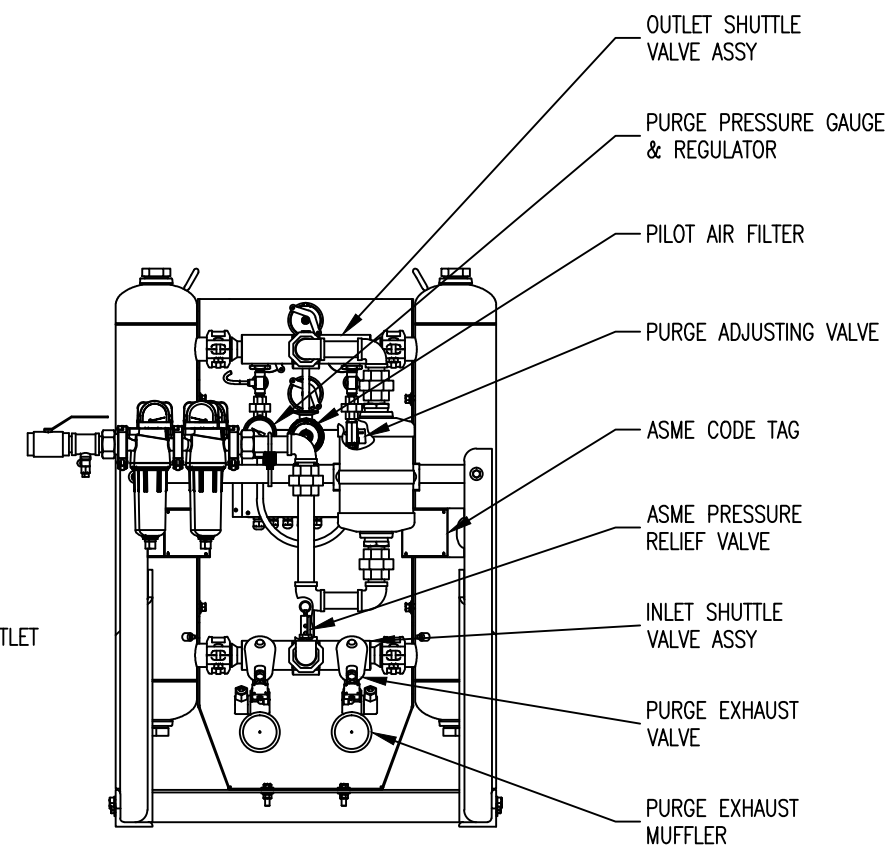 OUTLET SHUTTLE
VALVE ASSY
PURGE PRESSURE GAUGE
& REGULATOR
PILOT AIR FILTER
PURGE ADJUSTING VALVE
ASME CODE TAG
ASME PRESSURE
RELIEF VALVE
INLET SHUTTLE
VALVE ASSY
TLET
PURGE EXHAUST
VALVE
PURGE EXHAUST
MUFFLER